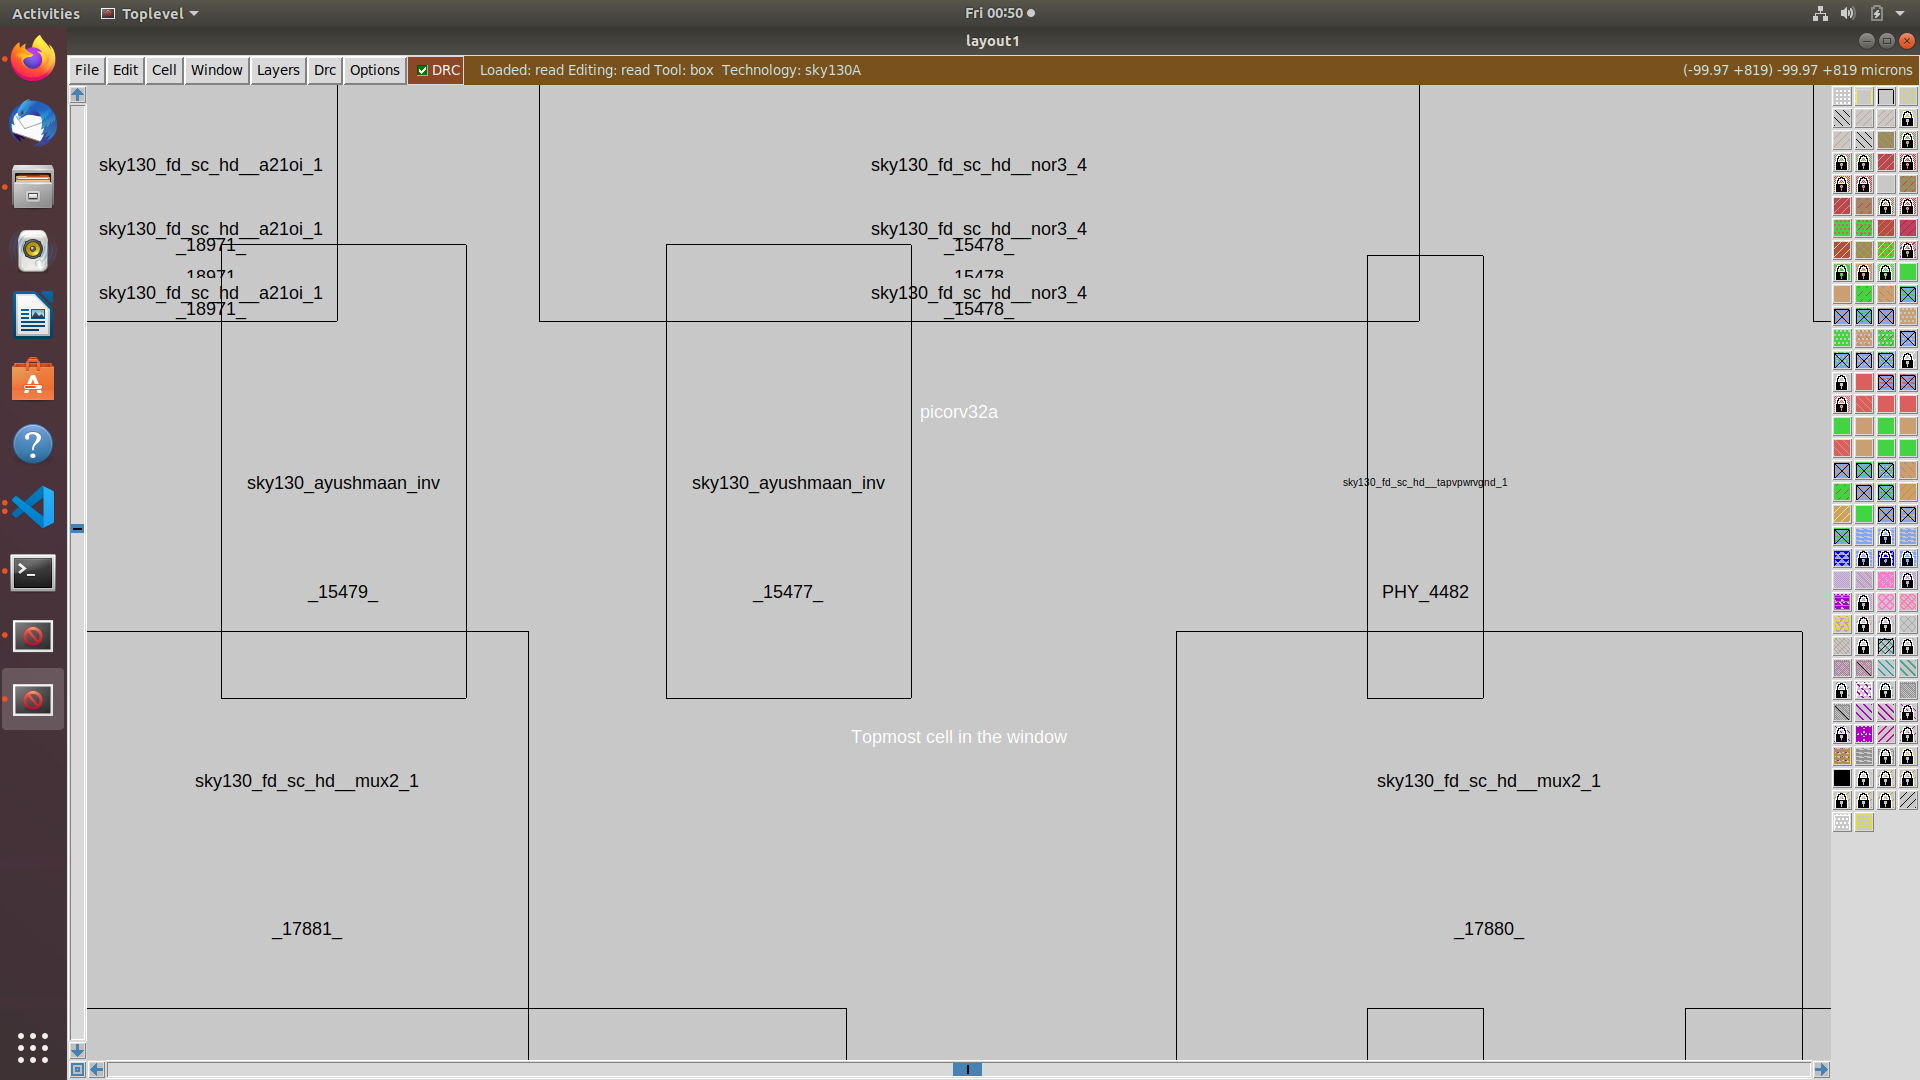 Activities Toplevel Fri 00:50
layout1
File Edit Cell Window Layers Drc Options DRC Loaded: read Editing: read Tool: box Technology: sky130A (-99.97 +819) -99.97 +819 microns
sky130_fd_sc_hd__a21oi_1 sky130_fd_sc_hd__nor3_4
sky130_fd_sc_hd__a21oi_1 sky130_fd_sc_hd__nor3_4
_18971_ _15478_
18971 15478
sky130_fd_sc_hd__a21oi_1 sky130_fd_sc_hd__nor3_4
_18971_ _15478_
picorv32a
sky130_ayushmaan_inv sky130_ayushmaan_inv sky130_fd_sc_hd__tapvpwrvgnd_1
_15479_ _15477_ PHY_4482
Topmost cell in the window
sky130_fd_sc_hd__mux2_1 sky130_fd_sc_hd__mux2_1
_17881_ _17880_